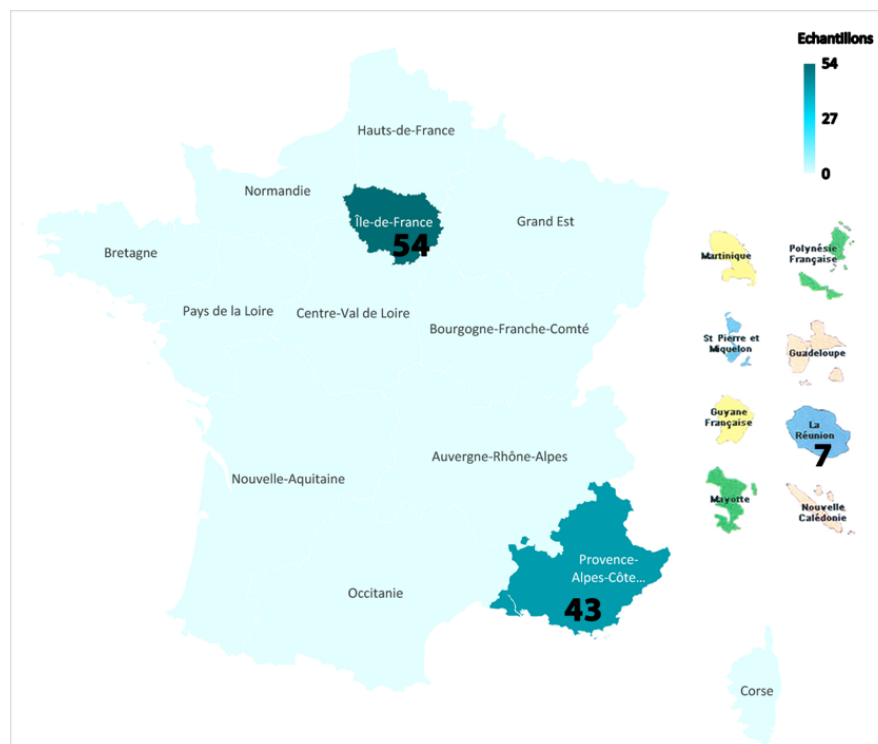 Echantillons
54
27
0
Hauts-de-France
Normandie
Île-de-France
54
Grand Est
Bretagne
Pays de la Loire
Centre-Val de Loire
Bourgogne-Franche-Comté
Auvergne-Rhône-Alpes
Nouvelle-Aquitaine
Provence-
Alpes-Côte...
43
Occitanie
Corse
Martinique
Polynésie
Française
St Pierre et
Miquelon
Guadeloupe
Guyane
Française
La
Réunion
7
Mayotte
Nouvelle
Calédonie